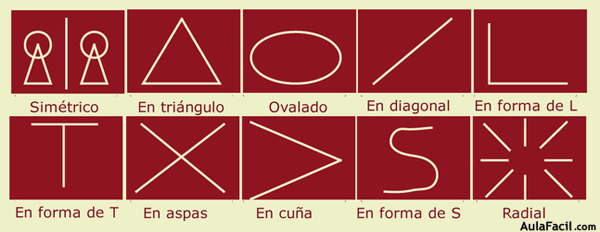 Simétrico
En triángulo
Ovalado
En diagonal
En forma de L
En forma de T
En aspas
En cuña
En forma de S
Radial
AulaFacil.com